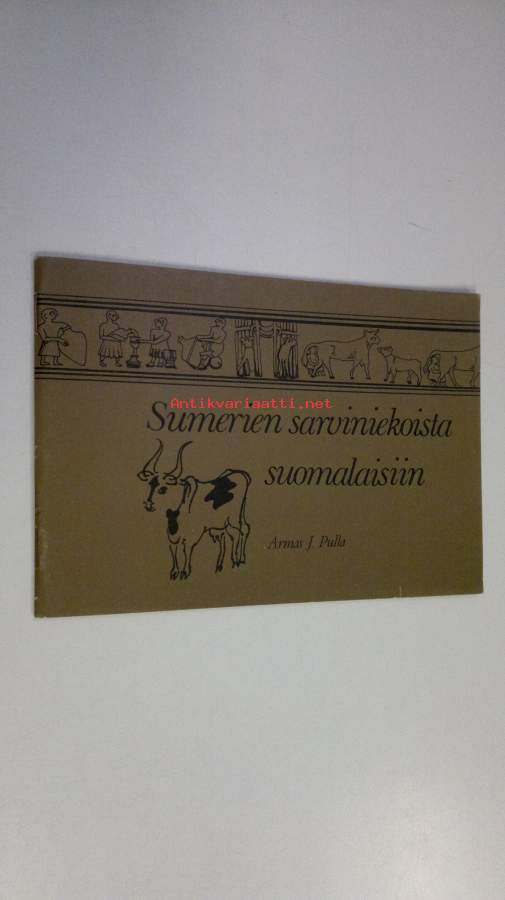 Antikvariaatti.net
Sumerien sarviniekoista
suomalaisiin
Armas J. Pulla